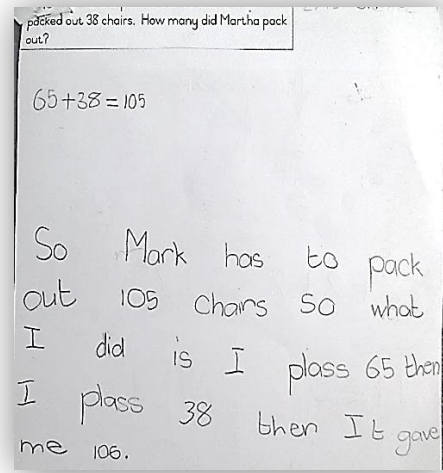 packed out 38 chairs. How many did Martha pack
out?
65+38=105
So Mark has to pack
out 105 chairs so what
I did is I plass 65 then
I plass 38 then It gave
me 106.